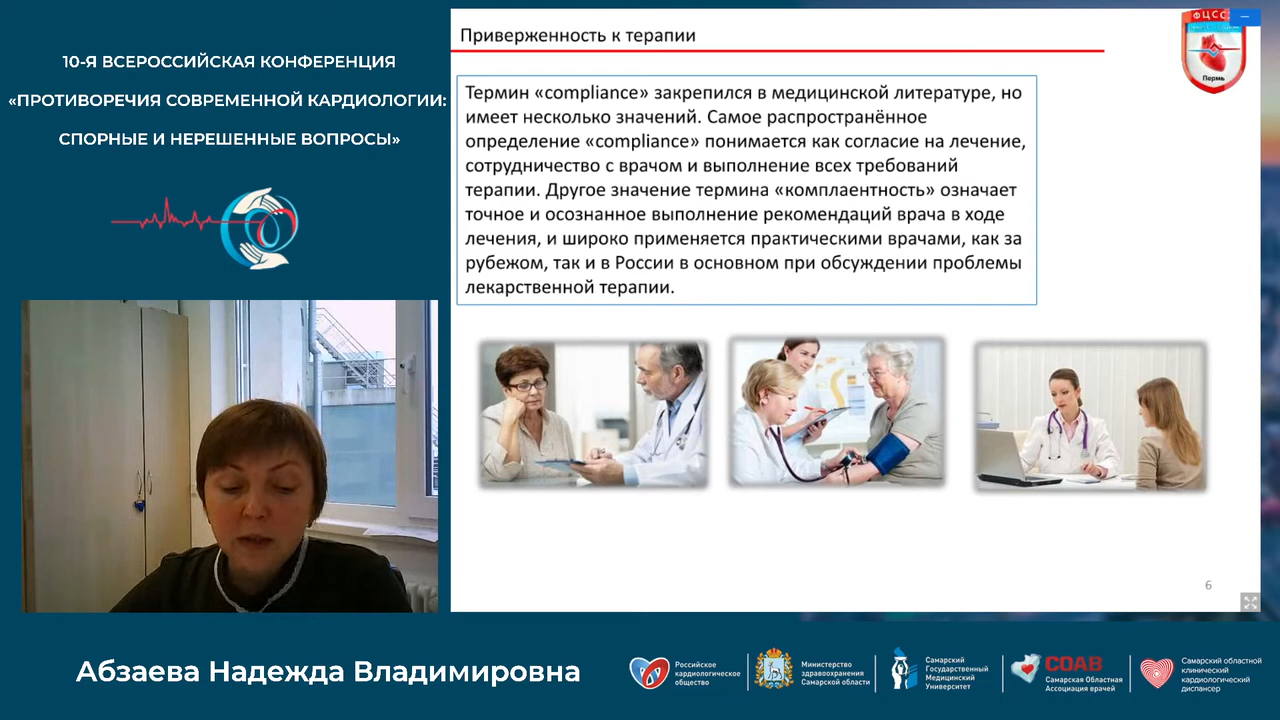 10-Я ВСЕРОССИЙСКАЯ КОНФЕРЕНЦИЯ
«ПРОТИВОРЕЧИЯ СОВРЕМЕННОЙ КАРДИОЛОГИИ:
СПОРНЫЕ И НЕРЕШЕННЫЕ ВОПРОСЫ»
Приверженность к терапии
ФЦСС
Пермь
Термин «compliance» закрепился в медицинской литературе, но
имеет несколько значений. Самое распространённое
определение «compliance» понимается как согласие на лечение,
сотрудничество с врачом и выполнение всех требований
терапии. Другое значение термина «комплаентность» означает
точное и осознанное выполнение рекомендаций врача в ходе
лечения, и широко применяется практическими врачами, как за
рубежом, так и в России в основном при обсуждении проблемы
лекарственной терапии.
6
Абзаева Надежда Владимировна
Российское
кардиологическое
общество
Министерство
здравоохранения
Самарской области
Самарский
Государственный
Медицинский
Университет
СОАВ
Самарская Областная
Ассоциация врачей
Самарский областной
клинический
кардиологический
диспансер